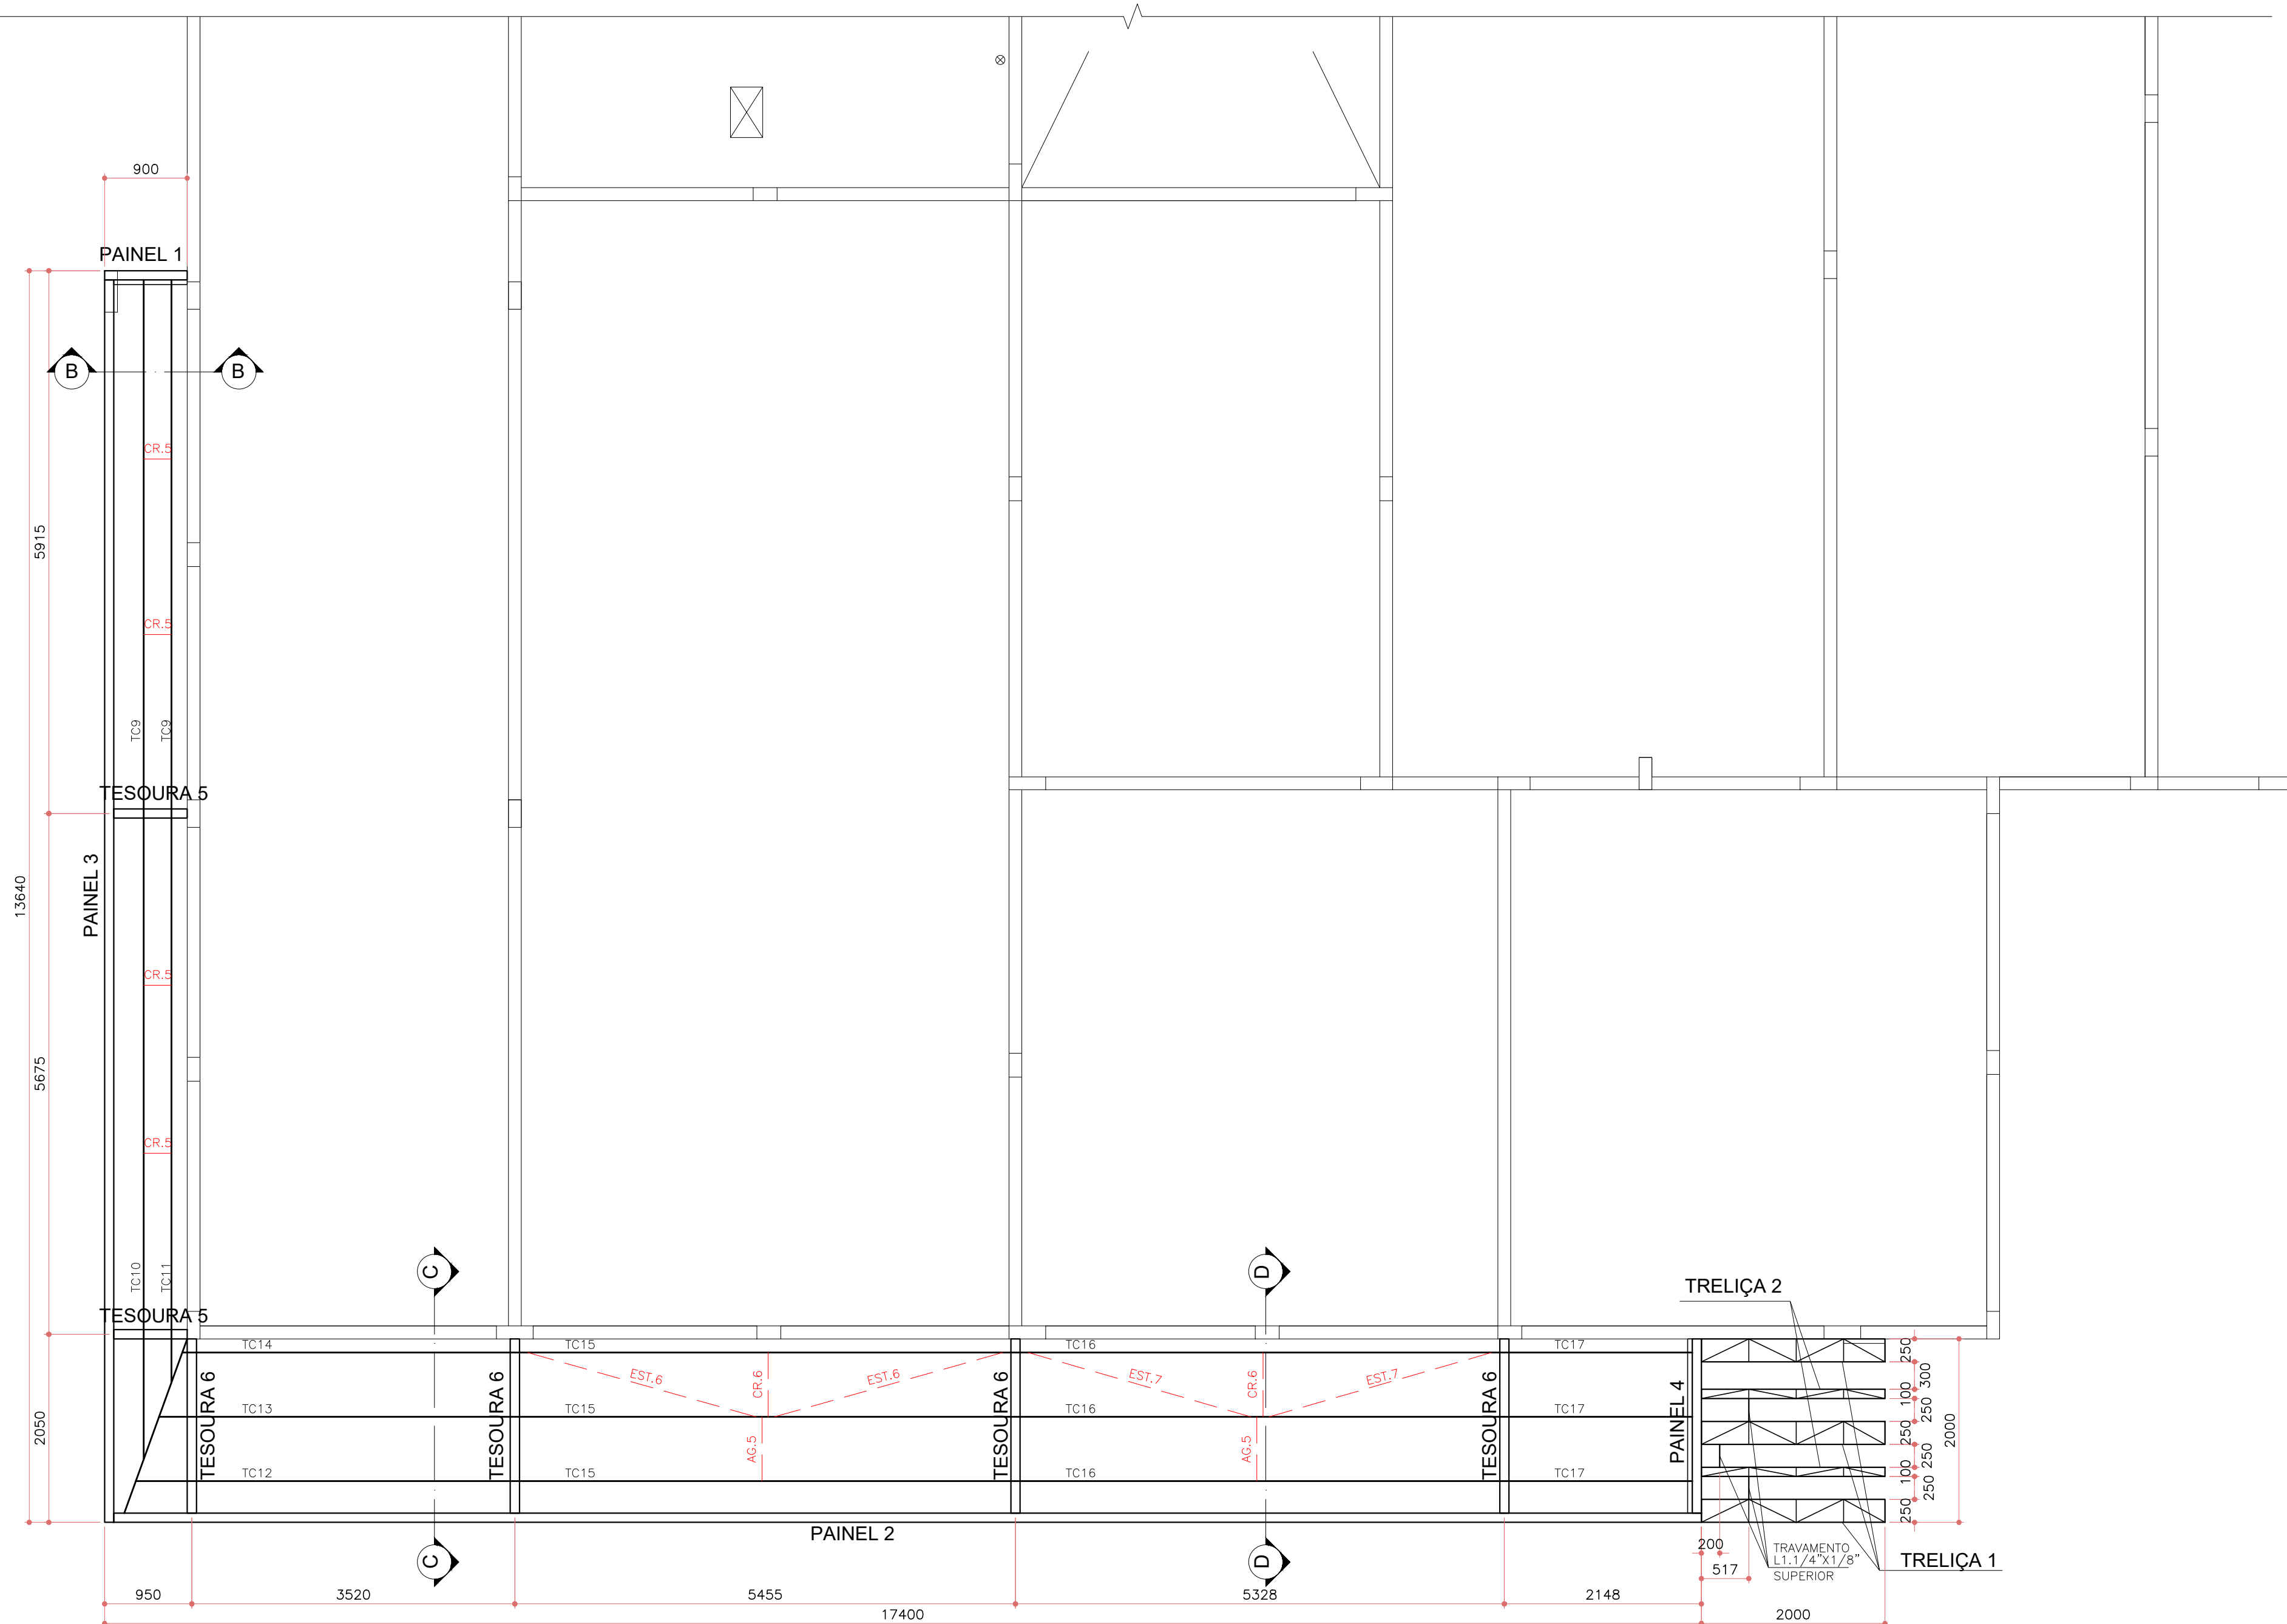 900
PAINEL 1
B
B
CR.5
5915
CR.5
TC9
TC9
TESOURA 5
PAINEL 3
13640
CR.5
5675
CR.5
TC10
TC11
C
D
TRELIÇA 2
TESOURA 5
TC14
TC15
TC16
TC17
250
300
EST.6
CR.6
EST.6
EST.7
CR.6
EST.7
100
TESOURA 6
TESOURA 6
TESOURA 6
TESOURA 6
PAINEL 4
TC13
TC15
TC16
TC17
250
2050
250
2000
AG.5
AG.5
250
TC12
TC15
TC16
TC17
100
250
250
PAINEL 2
C
D
200
TRAVAMENTO
L1.1/4"X1/8"
SUPERIOR
TRELIÇA 1
517
950
3520
5455
5328
2148
17400
2000